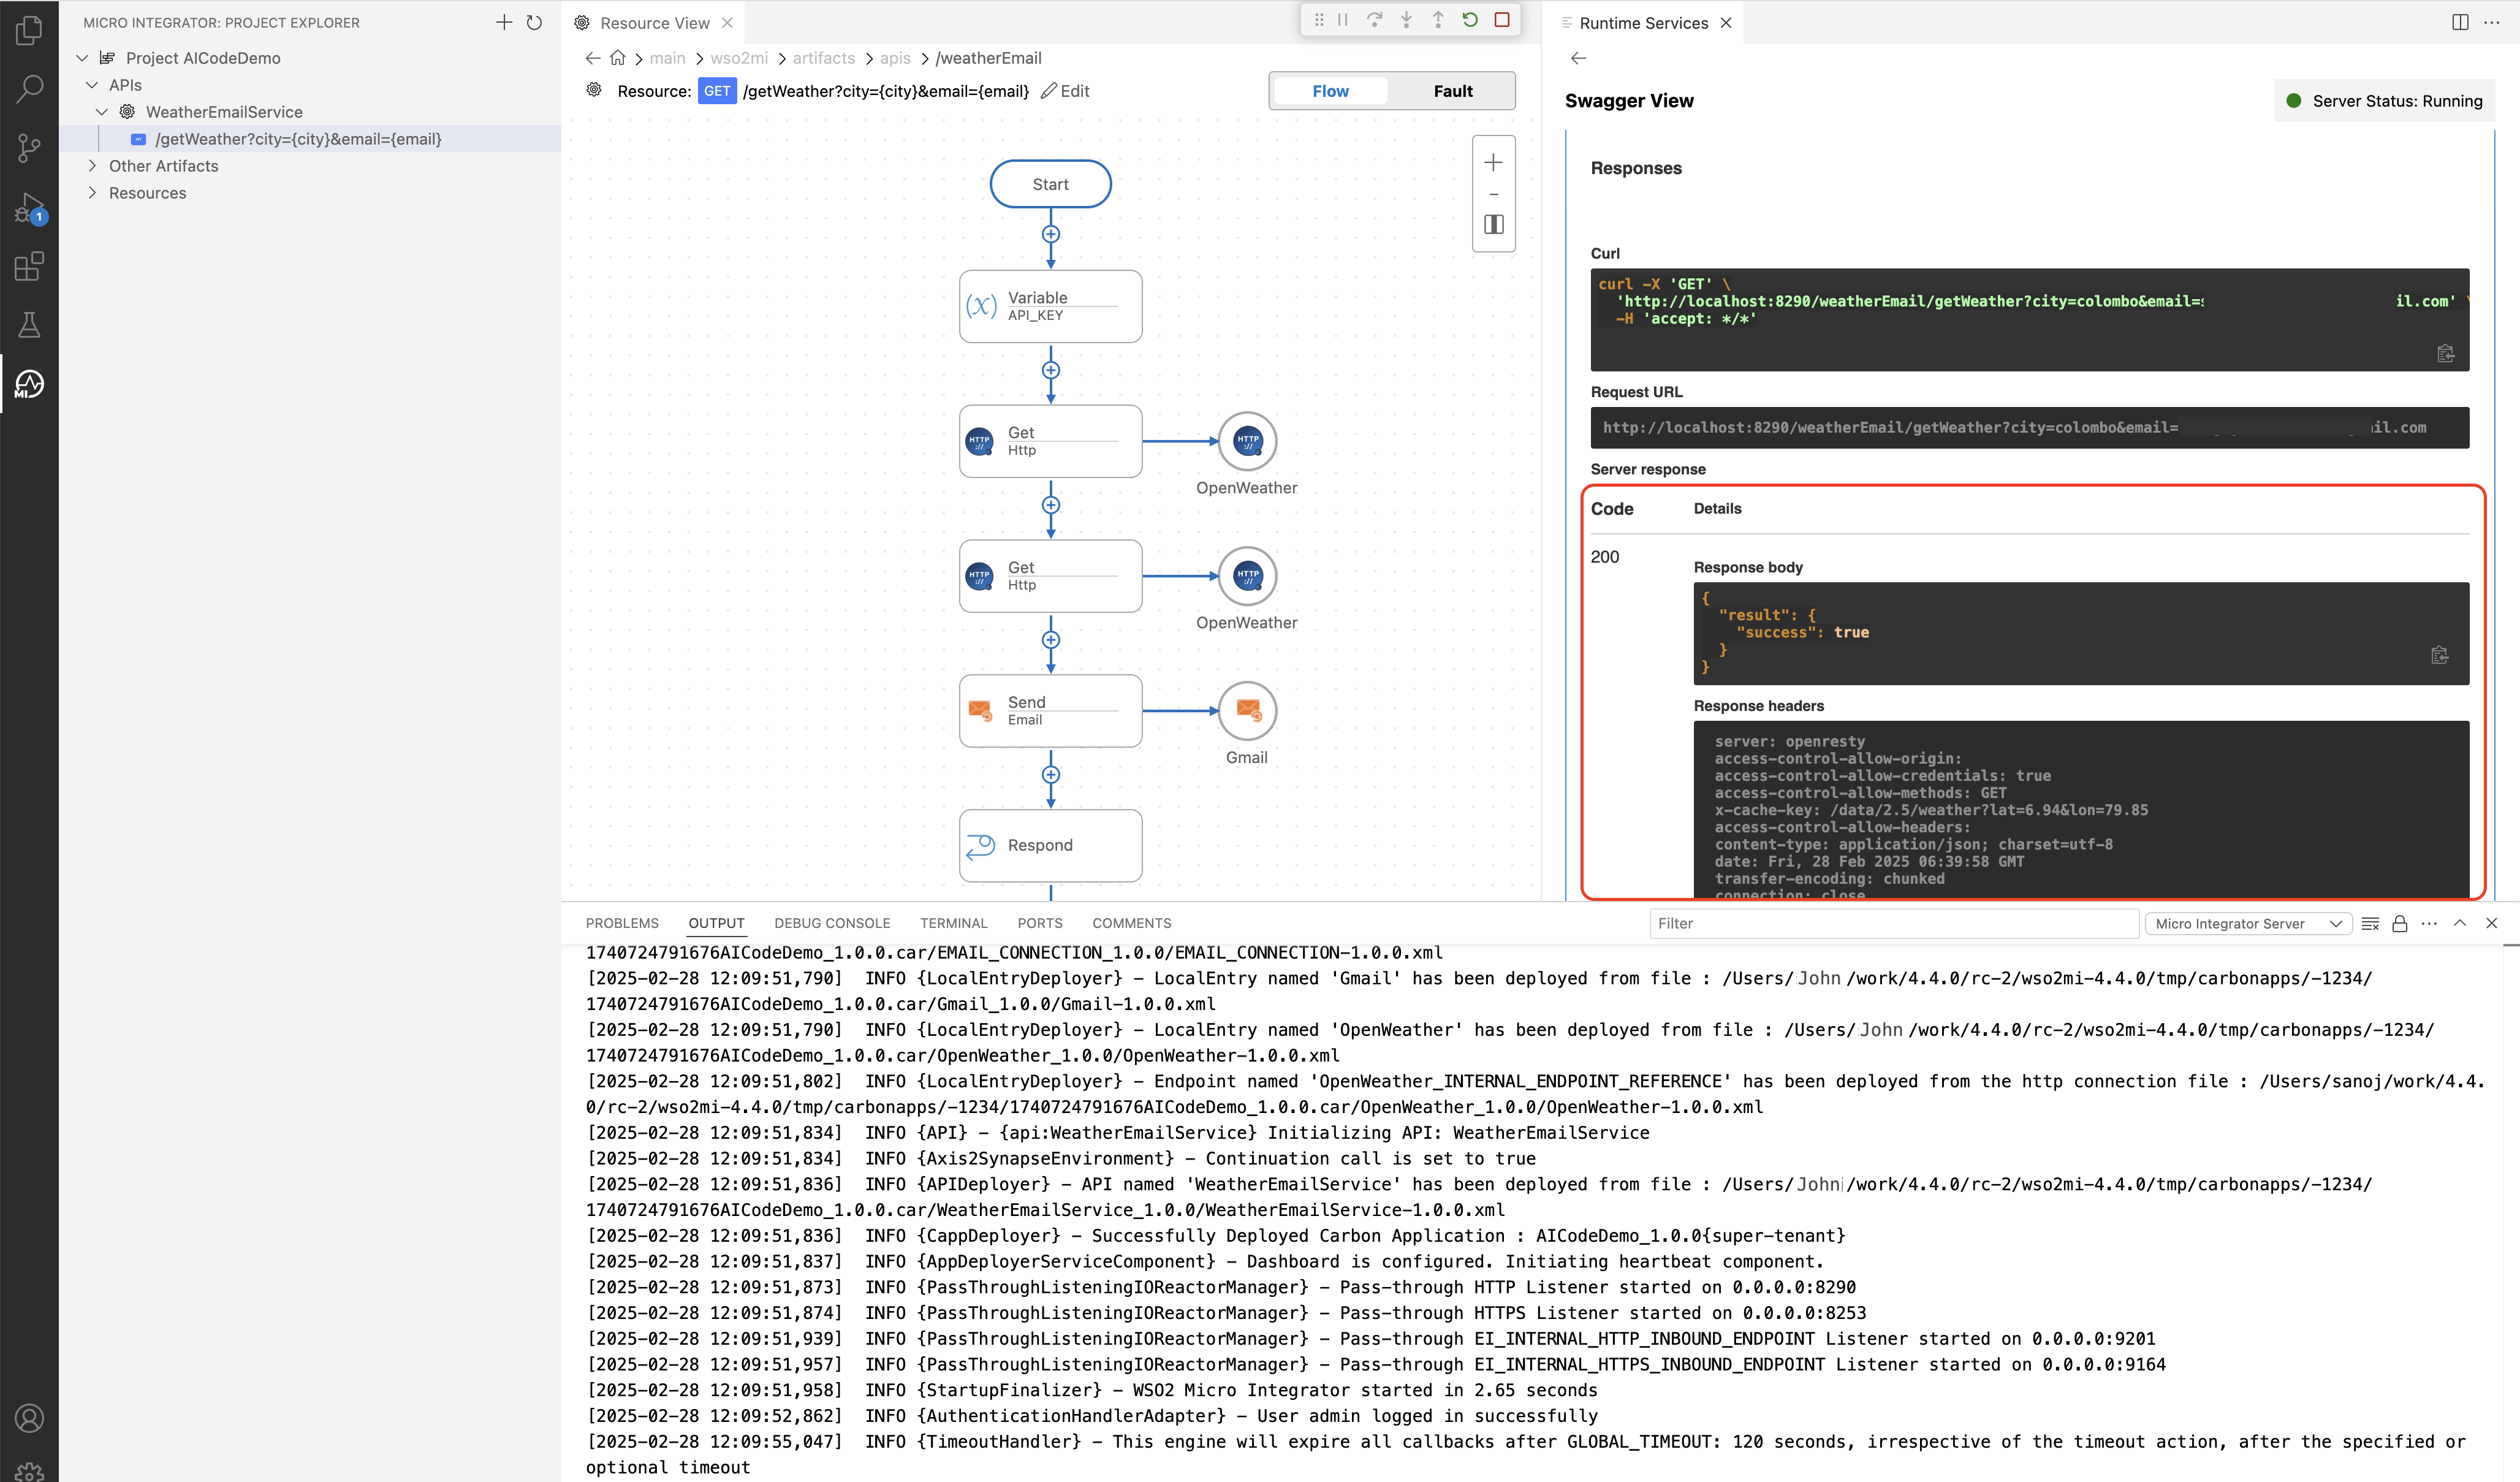 MICRO INTEGRATOR: PROJECT EXPLORER
Project AICodeDemo
APIs
WeatherEmailService
/getWeather?city={city}&email={email}
Other Artifacts
Resources
1
MI
Resource View
main > wso2mi > artifacts > apis > /weatherEmail
Resource: GET /getWeather?city={city}&email={email} Edit
Flow Fault
Start
Variable
API_KEY
Get
Http
HTTP ://
HTTP ://
OpenWeather
Get
Http
HTTP ://
HTTP ://
OpenWeather
Send
Email
Gmail
Respond
Runtime Services
Swagger View
Server Status: Running
Responses
Curl
curl -X 'GET' \
'http://localhost:8290/weatherEmail/getWeather?city=colombo&email=s il.com' \
-H 'accept: */*'
Request URL
http://localhost:8290/weatherEmail/getWeather?city=colombo&email= il.com
Server response
Code Details
200
Response body
{
"result": {
"success": true
}
}
Response headers
server: openresty
access-control-allow-origin:
access-control-allow-credentials: true
access-control-allow-methods: GET
x-cache-key: /data/2.5/weather?lat=6.94&lon=79.85
access-control-allow-headers:
content-type: application/json; charset=utf-8
date: Fri, 28 Feb 2025 06:39:58 GMT
transfer-encoding: chunked
connection: close
PROBLEMS OUTPUT DEBUG CONSOLE TERMINAL PORTS COMMENTS
Filter
Micro Integrator Server
1740724791676AICodeDemo_1.0.0.car/EMAIL_CONNECTION_1.0.0/EMAIL_CONNECTION-1.0.0.xml
[2025-02-28 12:09:51,790]  INFO {LocalEntryDeployer} - LocalEntry named 'Gmail' has been deployed from file : /Users/ John /work/4.4.0/rc-2/wso2mi-4.4.0/tmp/carbonapps/-1234/
1740724791676AICodeDemo_1.0.0.car/Gmail_1.0.0/Gmail-1.0.0.xml
[2025-02-28 12:09:51,790]  INFO {LocalEntryDeployer} - LocalEntry named 'OpenWeather' has been deployed from file : /Users/ John /work/4.4.0/rc-2/wso2mi-4.4.0/tmp/carbonapps/-1234/
1740724791676AICodeDemo_1.0.0.car/OpenWeather_1.0.0/OpenWeather-1.0.0.xml
[2025-02-28 12:09:51,802]  INFO {LocalEntryDeployer} - Endpoint named 'OpenWeather_INTERNAL_ENDPOINT_REFERENCE' has been deployed from the http connection file : /Users/sanoj/work/4.4.
0/rc-2/wso2mi-4.4.0/tmp/carbonapps/-1234/1740724791676AICodeDemo_1.0.0.car/OpenWeather_1.0.0/OpenWeather-1.0.0.xml
[2025-02-28 12:09:51,834]  INFO {API} - {api:WeatherEmailService} Initializing API: WeatherEmailService
[2025-02-28 12:09:51,834]  INFO {Axis2SynapseEnvironment} - Continuation call is set to true
[2025-02-28 12:09:51,836]  INFO {APIDeployer} - API named 'WeatherEmailService' has been deployed from file : /Users/ John /work/4.4.0/rc-2/wso2mi-4.4.0/tmp/carbonapps/-1234/
1740724791676AICodeDemo_1.0.0.car/WeatherEmailService_1.0.0/WeatherEmailService-1.0.0.xml
[2025-02-28 12:09:51,836]  INFO {CappDeployer} - Successfully Deployed Carbon Application : AICodeDemo_1.0.0{super-tenant}
[2025-02-28 12:09:51,837]  INFO {AppDeployerServiceComponent} - Dashboard is configured. Initiating heartbeat component.
[2025-02-28 12:09:51,873]  INFO {PassThroughListeningIOReactorManager} - Pass-through HTTP Listener started on 0.0.0.0:8290
[2025-02-28 12:09:51,874]  INFO {PassThroughListeningIOReactorManager} - Pass-through HTTPS Listener started on 0.0.0.0:8253
[2025-02-28 12:09:51,939]  INFO {PassThroughListeningIOReactorManager} - Pass-through EI_INTERNAL_HTTP_INBOUND_ENDPOINT Listener started on 0.0.0.0:9201
[2025-02-28 12:09:51,957]  INFO {PassThroughListeningIOReactorManager} - Pass-through EI_INTERNAL_HTTPS_INBOUND_ENDPOINT Listener started on 0.0.0.0:9164
[2025-02-28 12:09:51,958]  INFO {StartupFinalizer} - WSO2 Micro Integrator started in 2.65 seconds
[2025-02-28 12:09:52,862]  INFO {AuthenticationHandlerAdapter} - User admin logged in successfully
[2025-02-28 12:09:55,047]  INFO {TimeoutHandler} - This engine will expire all callbacks after GLOBAL_TIMEOUT: 120 seconds, irrespective of the timeout action, after the specified or
optional timeout